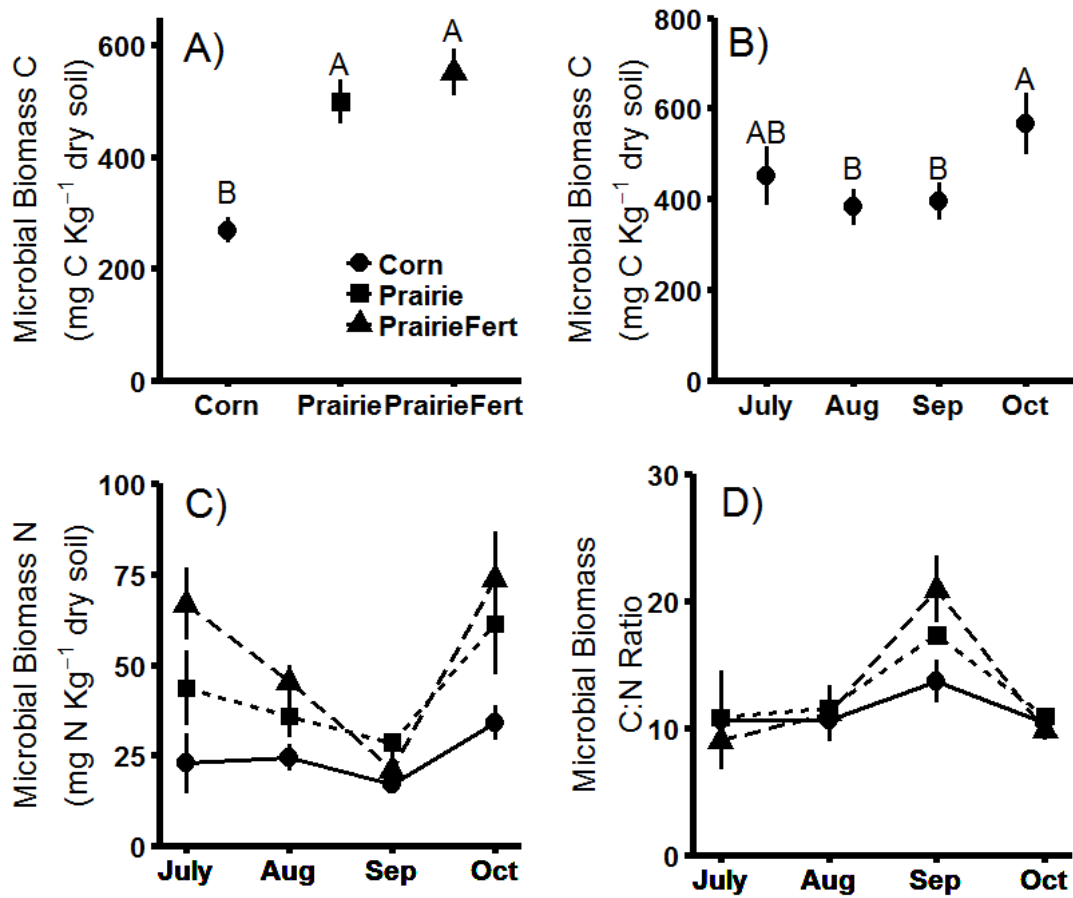 Microbial Biomass C
(mg C Kg⁻¹ dry soil)
A)
600
400
200
0
B
A
A
Corn
Prairie
PrairieFert
Corn
Prairie
PrairieFert
Microbial Biomass C
(mg C Kg⁻¹ dry soil)
B)
800
600
400
200
0
AB
B
B
A
July
Aug
Sep
Oct
Microbial Biomass N
(mg N Kg⁻¹ dry soil)
C)
100
75
50
25
0
July
Aug
Sep
Oct
Microbial Biomass
C:N Ratio
D)
30
20
10
0
July
Aug
Sep
Oct